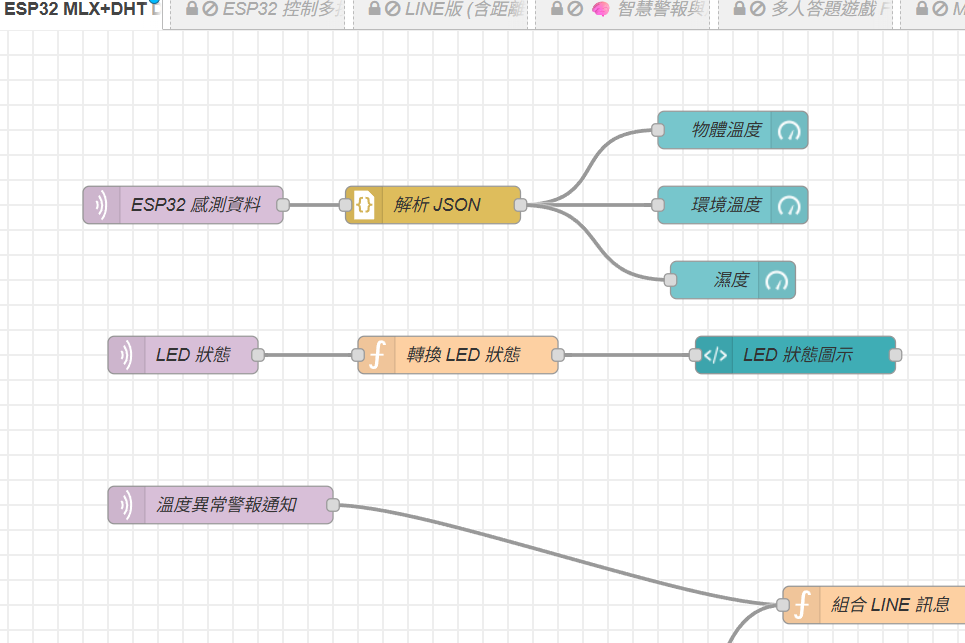 ESP32 MLX+DHT
ESP32 控制多
LINE版 (含距離
智慧警報與
多人答題遊戲
物體溫度
ESP32 感測資料
解析 JSON
環境溫度
濕度
LED 狀態
轉換 LED 狀態
LED 狀態圖示
溫度異常警報通知
組合 LINE 訊息